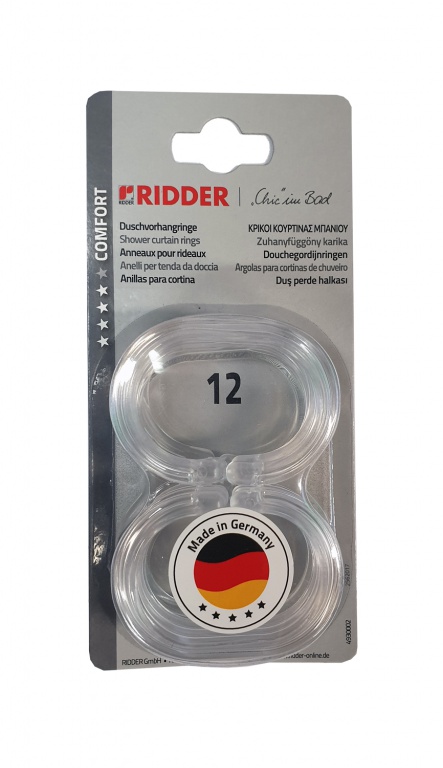 RIDDER
RIDDER
„Chic" im Bad
COMFORT
Duschvorhangringe
Shower curtain rings
Anneaux pour rideaux
Anelli per tenda da doccia
Anillas para cortina
ΚΡΙΚΟΙ ΚΟΥΡΤΙΝΑΣ ΜΠΑΝΙΟΥ
Zuhanyfüggöny karika
Douchegordijnringen
Argolas para cortinas de chuveiro
Duş perde halkası
12
Made in Germany
4930002
RIDDER GmbH •